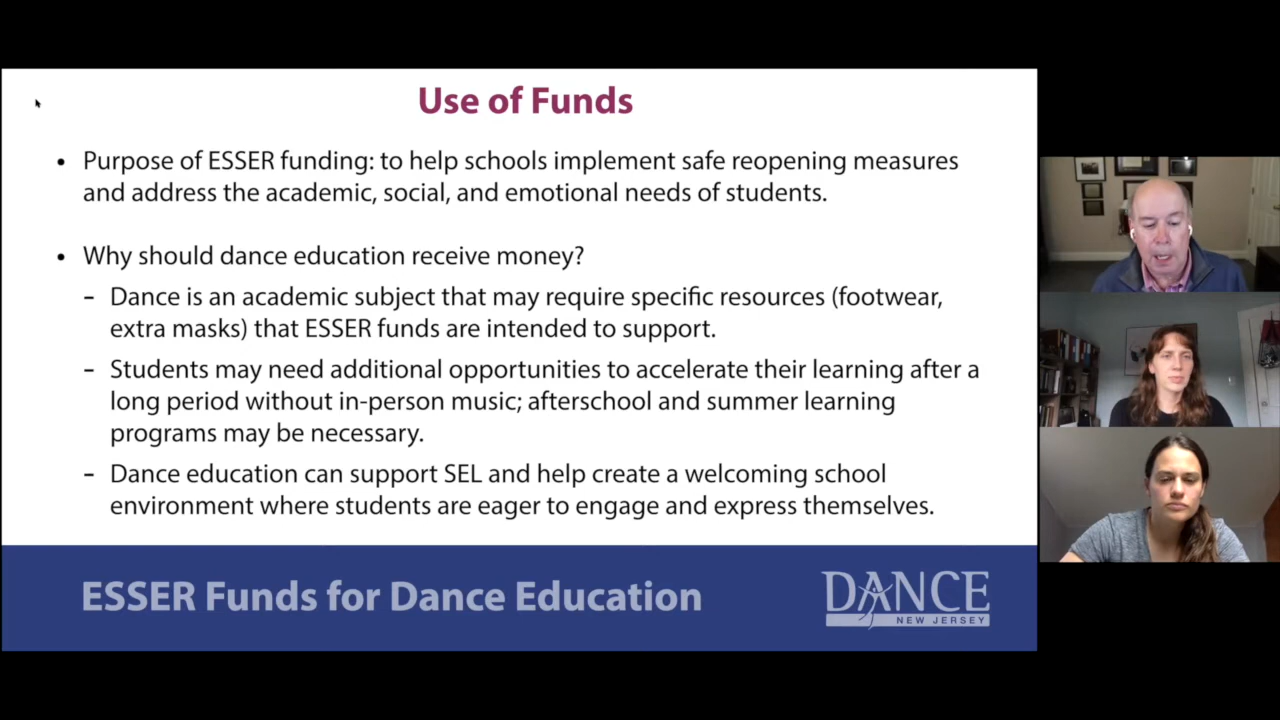 Use of Funds
• Purpose of ESSER funding: to help schools implement safe reopening measures
and address the academic, social, and emotional needs of students.
• Why should dance education receive money?
– Dance is an academic subject that may require specific resources (footwear,
extra masks) that ESSER funds are intended to support.
– Students may need additional opportunities to accelerate their learning after a
long period without in-person music; afterschool and summer learning
programs may be necessary.
– Dance education can support SEL and help create a welcoming school
environment where students are eager to engage and express themselves.
ESSER Funds for Dance Education
DANCE
NEW JERSEY